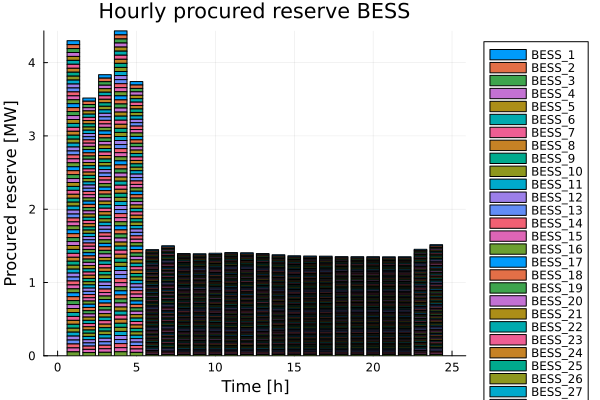 Hourly procured reserve BESS
Procured reserve [MW]
4
3
2
1
0
0
5
10
15
20
25
Time [h]
BESS_1
BESS_2
BESS_3
BESS_4
BESS_5
BESS_6
BESS_7
BESS_8
BESS_9
BESS_10
BESS_11
BESS_12
BESS_13
BESS_14
BESS_15
BESS_16
BESS_17
BESS_18
BESS_19
BESS_20
BESS_21
BESS_22
BESS_23
BESS_24
BESS_25
BESS_26
BESS_27